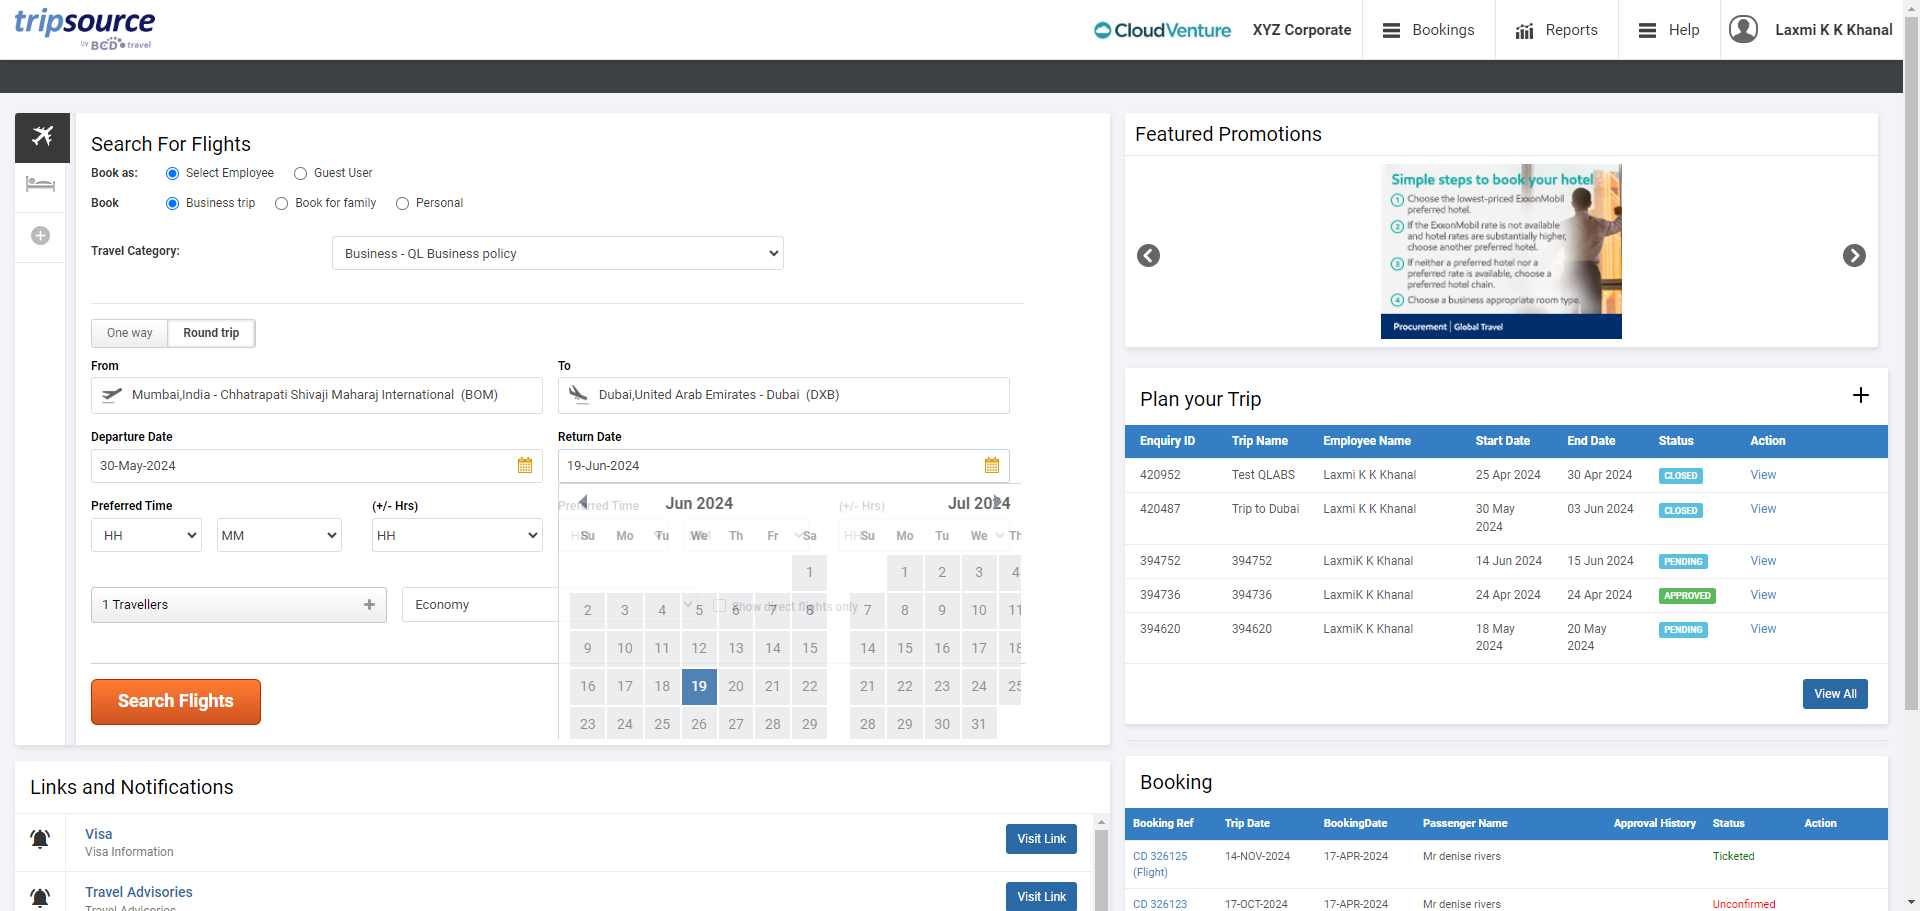 tripsource
by BCD travel
CloudVenture
XYZ Corporate
Bookings
Reports
Help
Laxmi K K Khanal
Search For Flights
Book as:
Select Employee
Guest User
Book
Business trip
Book for family
Personal
Travel Category:
Business - QL Business policy
One way
Round trip
From
To
Mumbai,India - Chhatrapati Shivaji Maharaj International (BOM)
Dubai,United Arab Emirates - Dubai (DXB)
Departure Date
Return Date
30-May-2024
19-Jun-2024
Preferred Time
(+/- Hrs)
HH
MM
HH
Preferred Time
(+/- Hrs)
Jun 2024
Jul 2024
Su Mo Tu We Th Fr Sa
1
2 3 4 5 6 7 8
9 10 11 12 13 14 15
16 17 18 19 20 21 22
23 24 25 26 27 28 29
Su Mo Tu We Th
1 2 3 4
7 8 9 10 11
14 15 16 17 18
21 22 23 24 25
28 29 30 31
1 Travellers
Economy
Show direct flights only
Search Flights
Featured Promotions
Simple steps to book your hotel
1 Choose the lowest-priced ExxonMobil
preferred hotel.
2 If the ExxonMobil rate is not available
and hotel rates are substantially higher,
choose another preferred hotel.
3 If neither a preferred hotel nor a
preferred rate is available, choose a
preferred hotel chain.
4 Choose a business appropriate room type.
Procurement | Global Travel
Plan your Trip
Enquiry ID Trip Name Employee Name Start Date End Date Status Action
420952 Test QLABS Laxmi K K Khanal 25 Apr 2024 30 Apr 2024 CLOSED View
420487 Trip to Dubai Laxmi K K Khanal 30 May 2024 03 Jun 2024 CLOSED View
394752 394752 LaxmiK K Khanal 14 Jun 2024 15 Jun 2024 PENDING View
394736 394736 LaxmiK K Khanal 24 Apr 2024 24 Apr 2024 APPROVED View
394620 394620 LaxmiK K Khanal 18 May 2024 20 May 2024 PENDING View
View All
Links and Notifications
Visa
Visa Information
Visit Link
Travel Advisories
Travel Advisories
Visit Link
Booking
Booking Ref Trip Date BookingDate Passenger Name Approval History Status Action
CD 326125 (Flight) 14-NOV-2024 17-APR-2024 Mr denise rivers Ticketed
CD 326123 17-OCT-2024 17-APR-2024 Mr denise rivers Unconfirmed